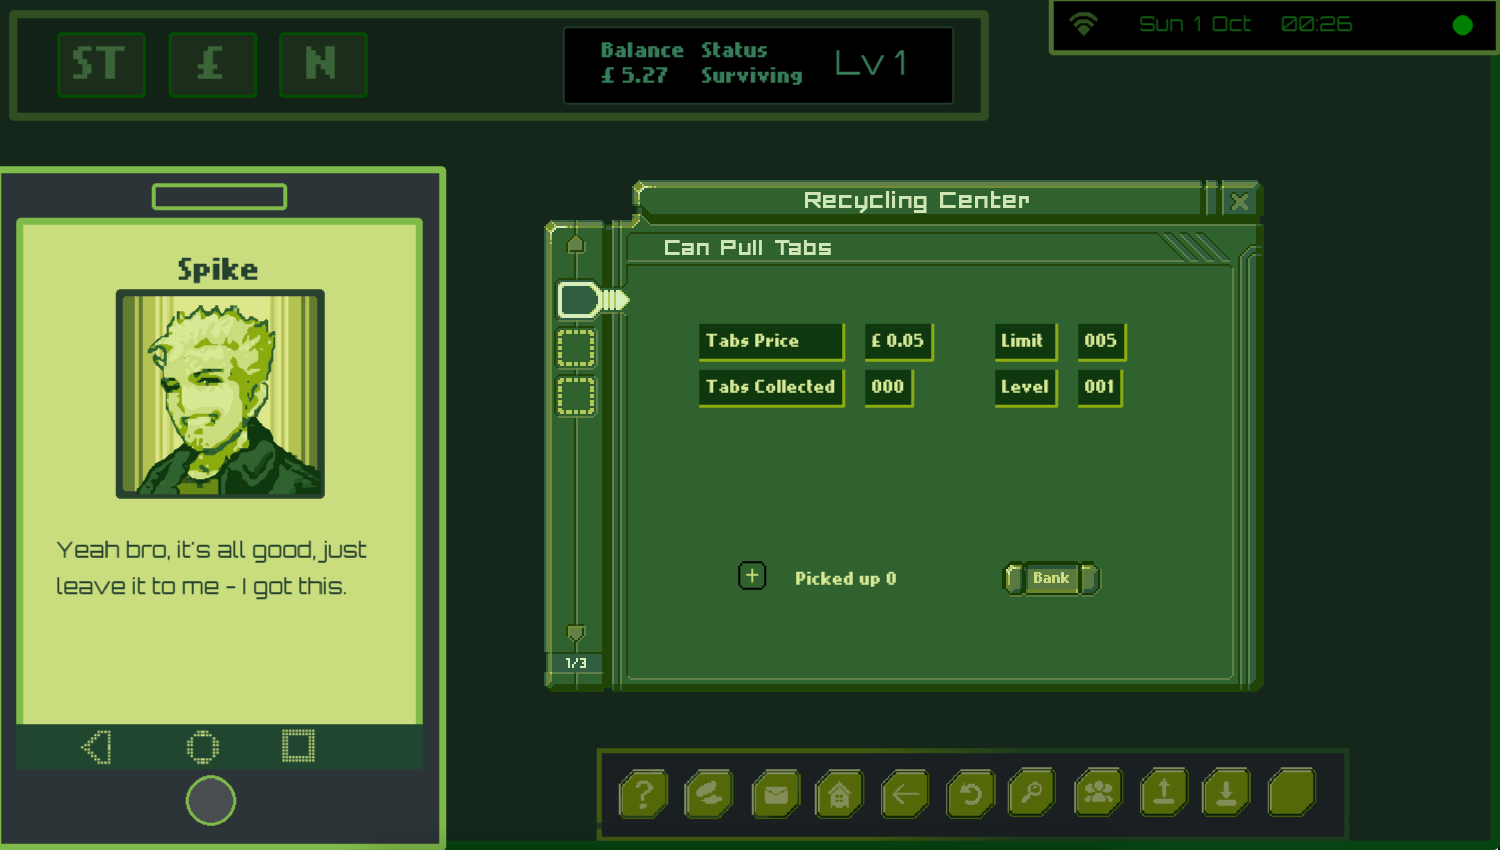 ST £ N
Balance Status
£ 5.27 Surviving
Lv 1
Sun 1 Oct 00:26
Spike
Yeah bro, it's all good, just
leave it to me - I got this.
Recycling Center
Can Pull Tabs
Tabs Price £ 0.05 Limit 005
Tabs Collected 000 Level 001
+ Picked up 0 Bank
1/3
?